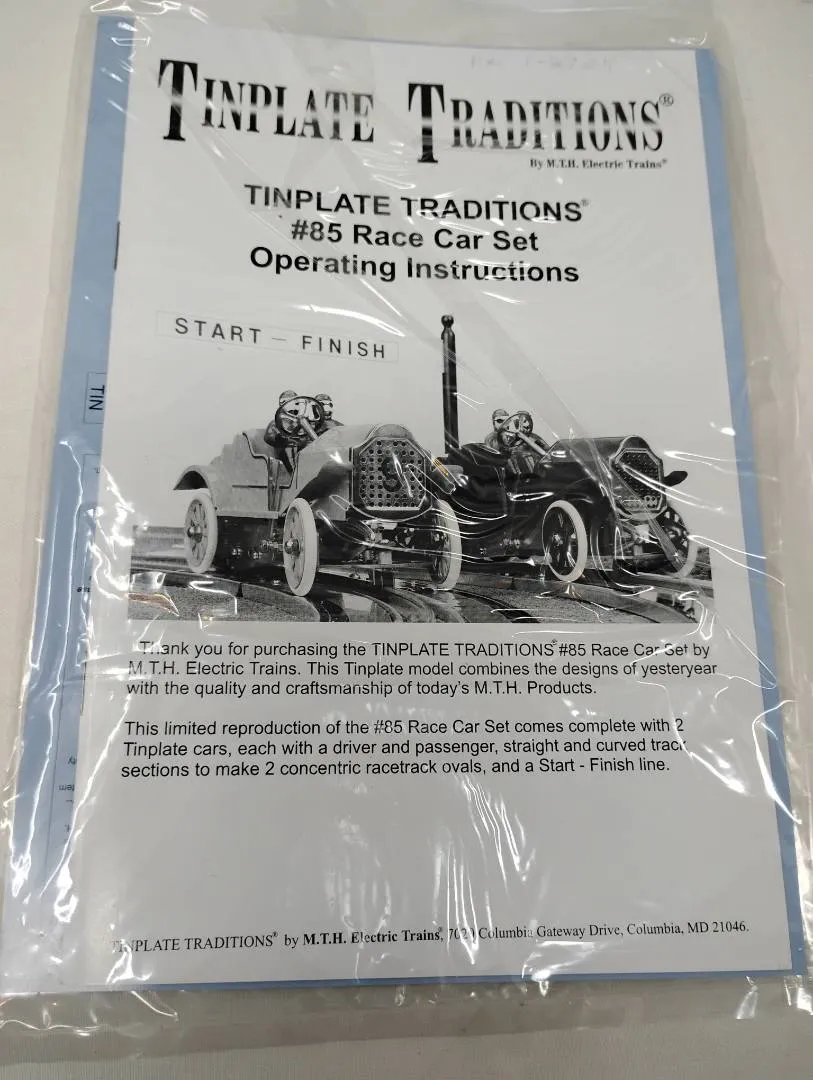 TINPLATE TRADITIONS®
By M.T.H. Electric Trains®
TINPLATE TRADITIONS®
#85 Race Car Set
Operating Instructions
START – FINISH
TIN
Thank you for purchasing the TINPLATE TRADITIONS® #85 Race Car Set by
M.T.H. Electric Trains. This Tinplate model combines the designs of yesteryear
with the quality and craftsmanship of today's M.T.H. Products.
This limited reproduction of the #85 Race Car Set comes complete with 2
Tinplate cars, each with a driver and passenger, straight and curved track
sections to make 2 concentric racetrack ovals, and a Start - Finish line.
TINPLATE TRADITIONS® by M.T.H. Electric Trains®, Columbia Gateway Drive, Columbia, MD 21046.